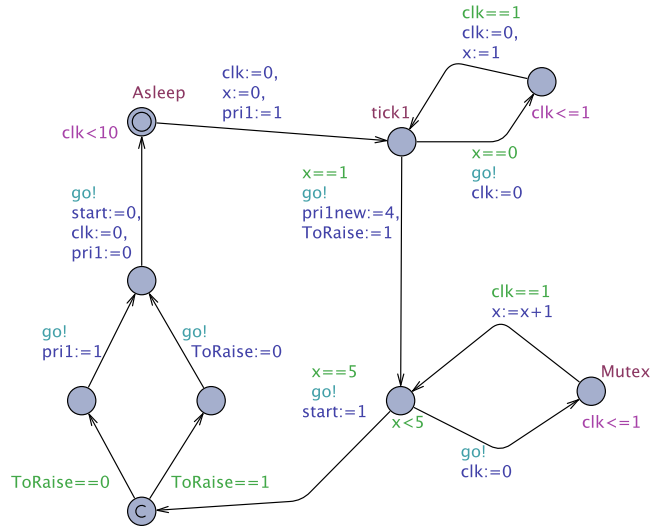 clk==1
clk:=0,
x:=1
Asleep
clk:=0,
x:=0,
pri1:=1
clk<10
tick1
clk<=1
x==0
go!
clk:=0
x==1
go!
pri1new:=4,
ToRaise:=1
go!
start:=0,
clk:=0,
pri1:=0
clk==1
x:=x+1
go!
pri1:=1
go!
ToRaise:=0
x==5
go!
start:=1
Mutex
x<5
clk<=1
go!
clk:=0
ToRaise==0
ToRaise==1
C